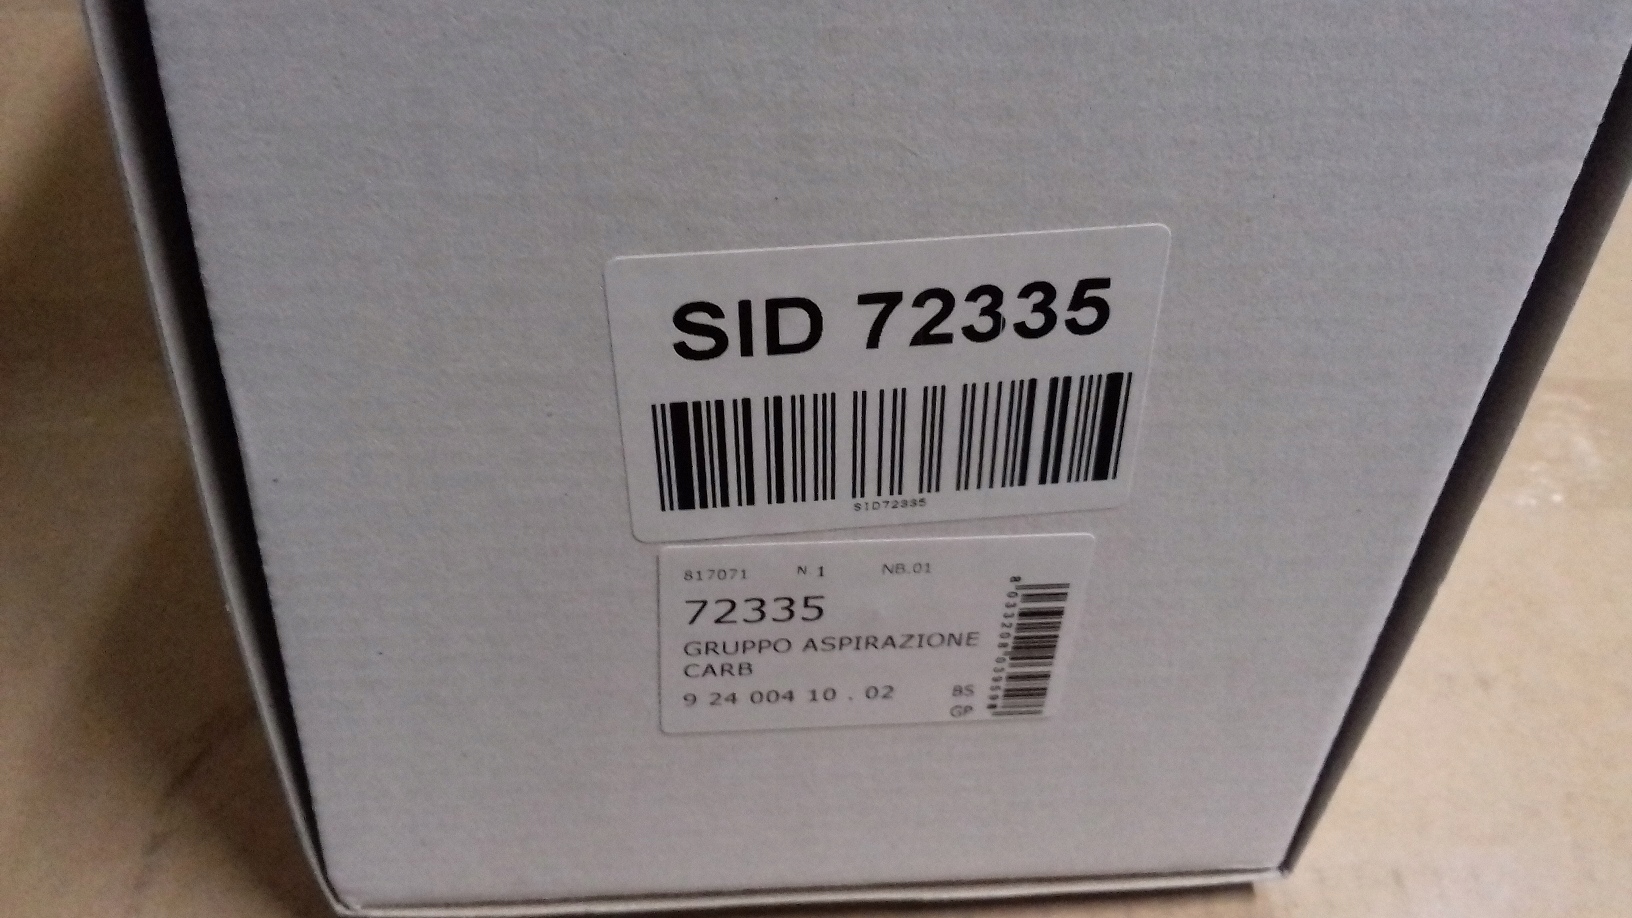 SID 72335
SID72335
817071 N 1 NB.01
72335
GRUPPO ASPIRAZIONE
CARB
9 24 004 10 . 02 BS
GP